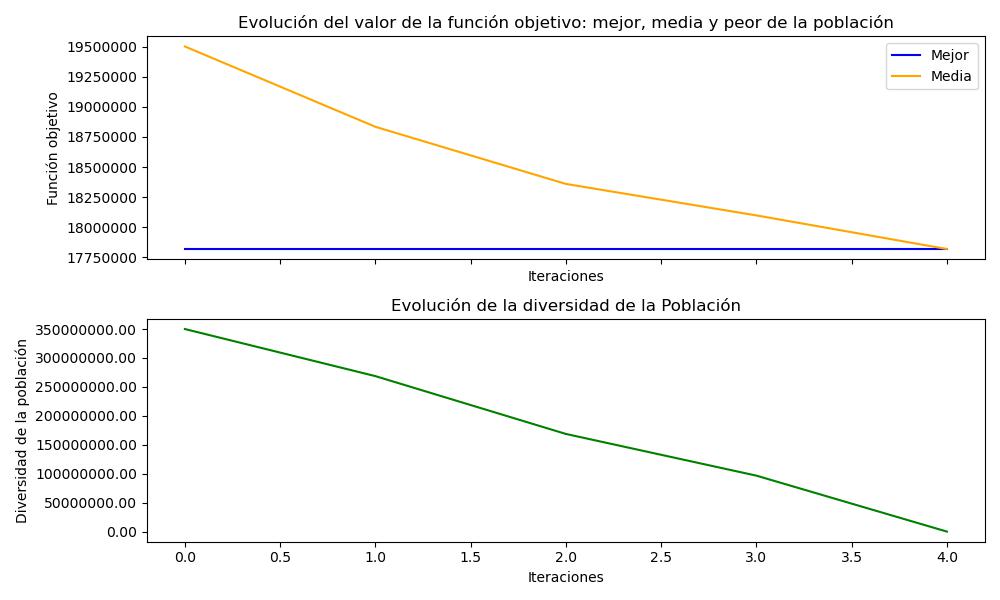 Evolución del valor de la función objetivo: mejor, media y peor de la población
Función objetivo
19500000
19250000
19000000
18750000
18500000
18250000
18000000
17750000
Mejor
Media
Iteraciones
Evolución de la diversidad de la Población
Diversidad de la población
350000000.00
300000000.00
250000000.00
200000000.00
150000000.00
100000000.00
50000000.00
0.00
0.0 0.5 1.0 1.5 2.0 2.5 3.0 3.5 4.0
Iteraciones